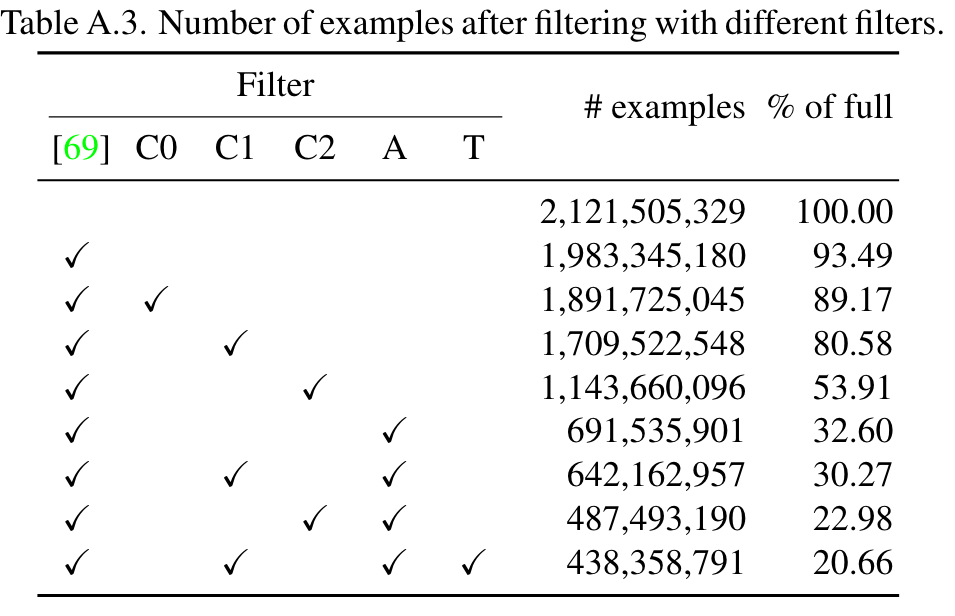 Table A.3. Number of examples after filtering with different filters.
Filter # examples % of full
[69] C0 C1 C2 A T
2,121,505,329 100.00
✓ 1,983,345,180 93.49
✓ ✓ 1,891,725,045 89.17
✓ ✓ 1,709,522,548 80.58
✓ ✓ 1,143,660,096 53.91
✓ ✓ 691,535,901 32.60
✓ ✓ ✓ 642,162,957 30.27
✓ ✓ ✓ 487,493,190 22.98
✓ ✓ ✓ ✓ 438,358,791 20.66